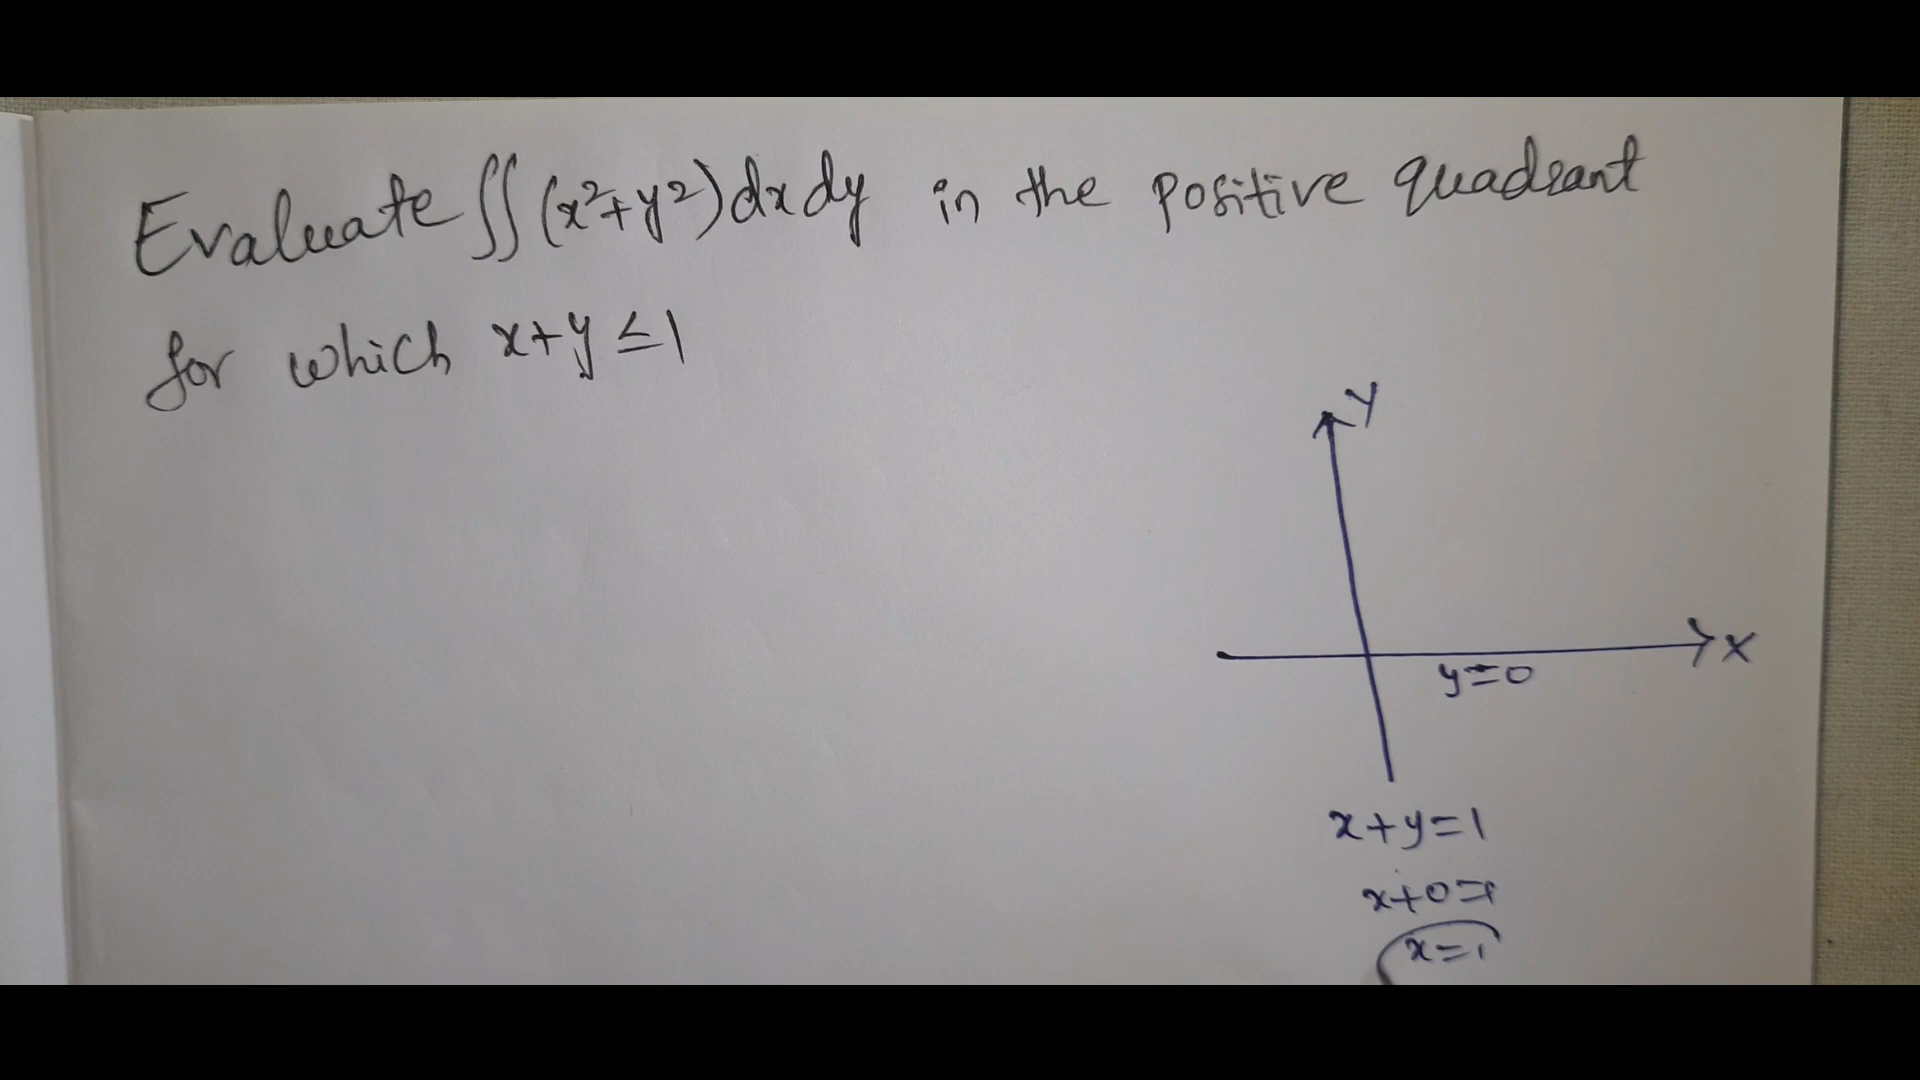 Evaluate ∬(x²+y²)dxdy in the positive quadrant
for which x+y≤1
y
x
y=0
x+y=1
x+0=1
x=1